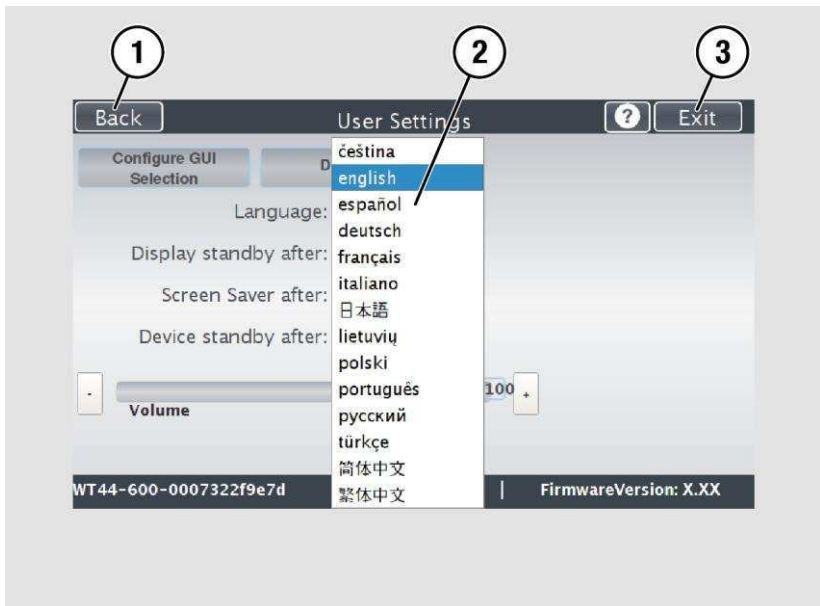 1
2
3
Back
User Settings
?
Exit
Configure GUI
Selection
D
Language:
Display standby after:
Screen Saver after:
Device standby after:
čeština
english
español
deutsch
français
italiano
日本語
lietuvių
polski
português
русский
türkçe
简体中文
繁体中文
-
100
+
Volume
WT44-600-0007322f9e7d
|
FirmwareVersion: X.XX